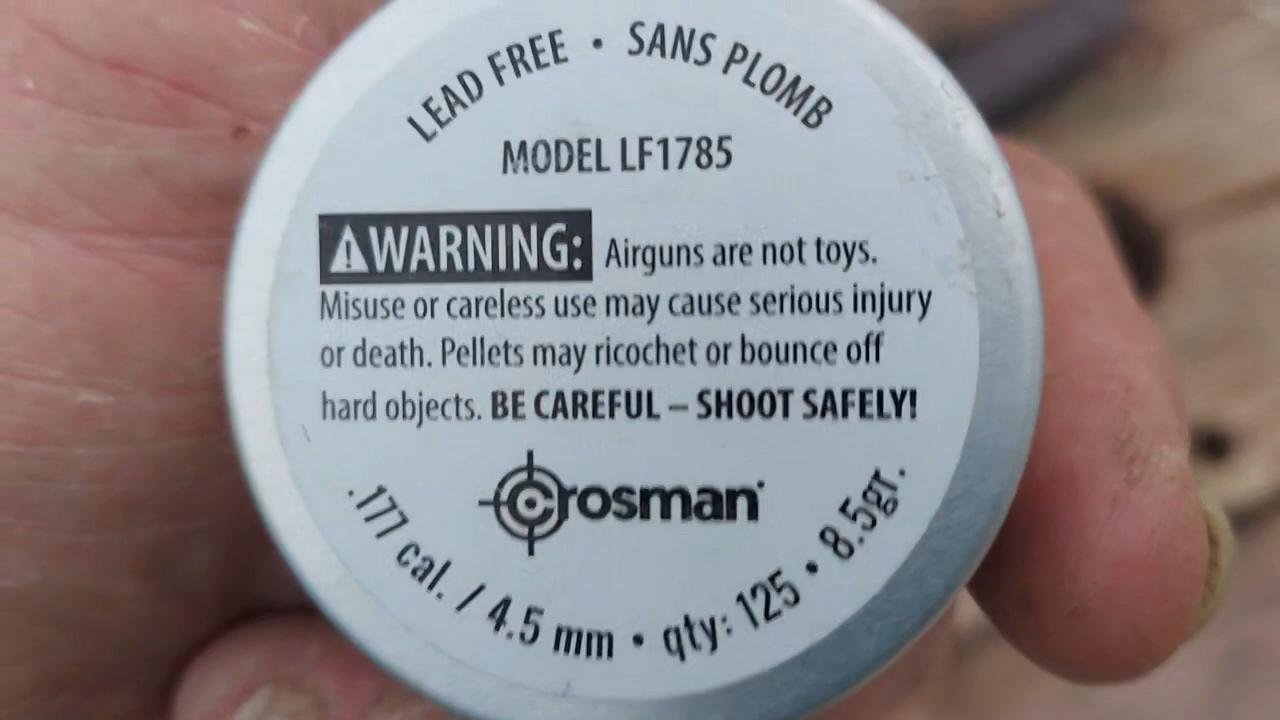 LEAD FREE • SANS PLOMB
MODEL LF1785
⚠WARNING: Airguns are not toys.
Misuse or careless use may cause serious injury
or death. Pellets may ricochet or bounce off
hard objects. BE CAREFUL – SHOOT SAFELY!
Crosman
.177 cal. / 4.5 mm • qty: 125 • 8.5gr.